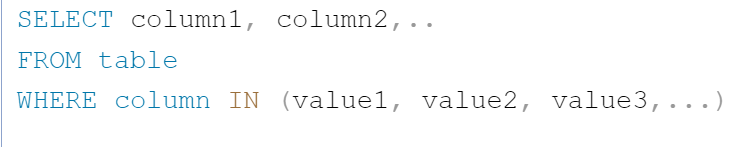 SELECT column1, column2,..
FROM table
WHERE column IN (value1, value2, value3,...)